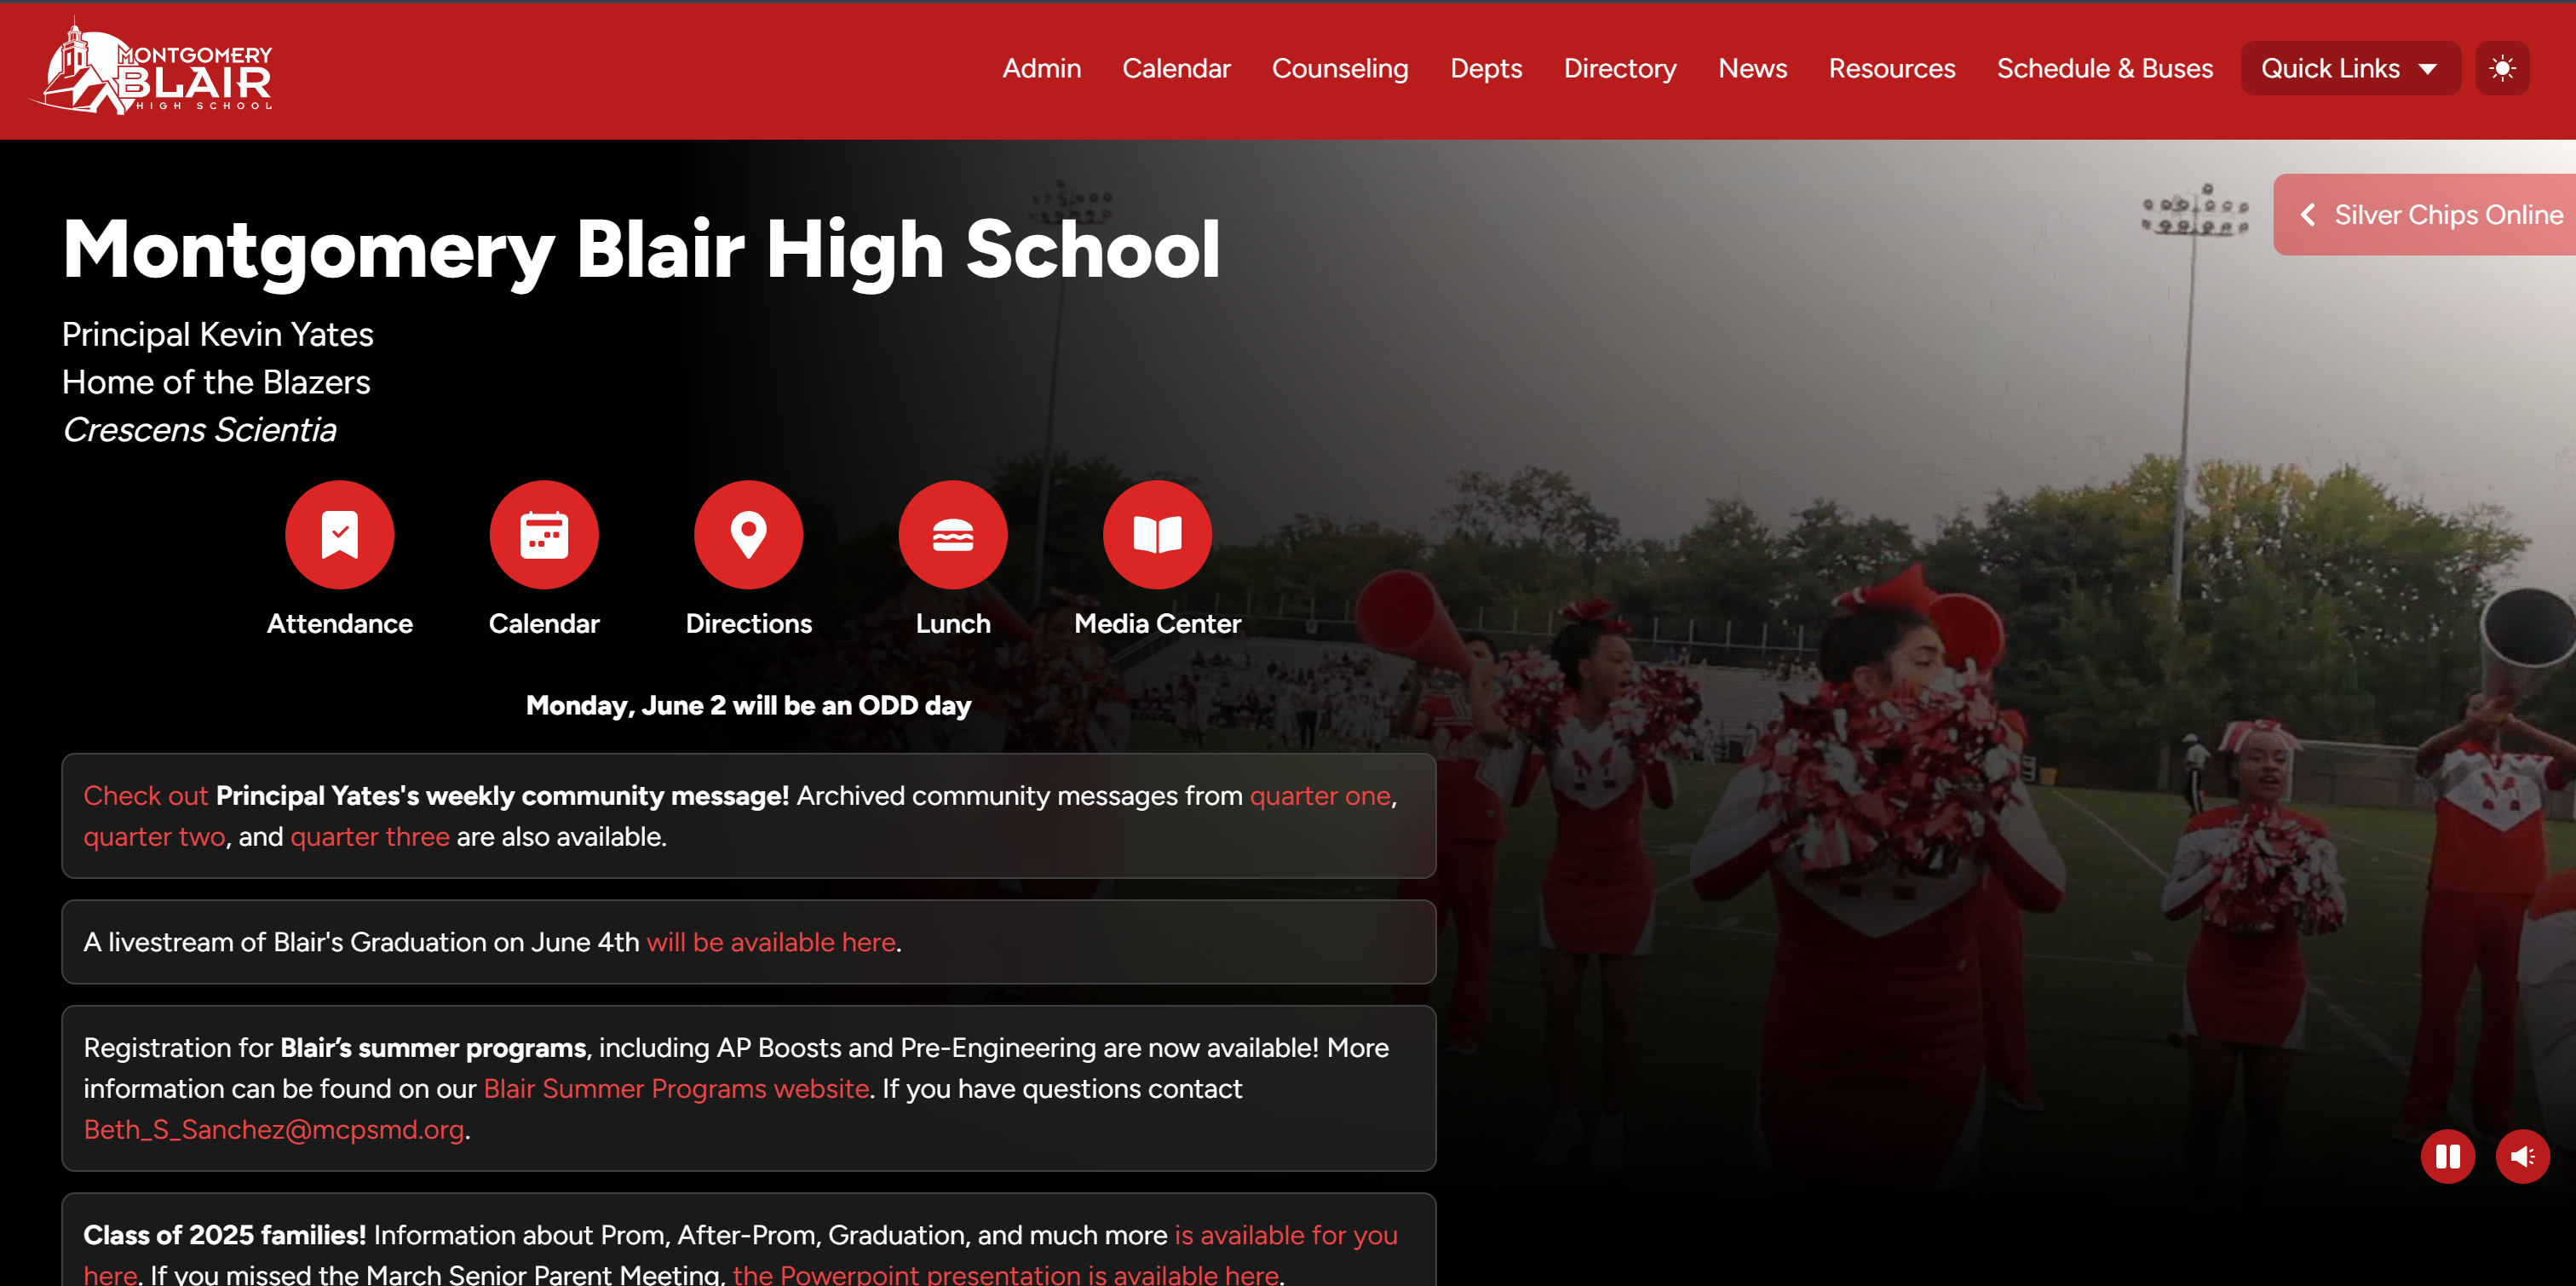 MONTGOMERY
BLAIR
HIGH SCHOOL
Admin Calendar Counseling Depts Directory News Resources Schedule & Buses Quick Links
Silver Chips Online
Montgomery Blair High School
Principal Kevin Yates
Home of the Blazers
Crescens Scientia
Attendance Calendar Directions Lunch Media Center
Monday, June 2 will be an ODD day
Check out Principal Yates's weekly community message! Archived community messages from quarter one,
quarter two, and quarter three are also available.
A livestream of Blair's Graduation on June 4th will be available here.
Registration for Blair’s summer programs, including AP Boosts and Pre-Engineering are now available! More
information can be found on our Blair Summer Programs website. If you have questions contact
Beth_S_Sanchez@mcpsmd.org.
Class of 2025 families! Information about Prom, After-Prom, Graduation, and much more is available for you
here. If you missed the March Senior Parent Meeting, the Powerpoint presentation is available here.